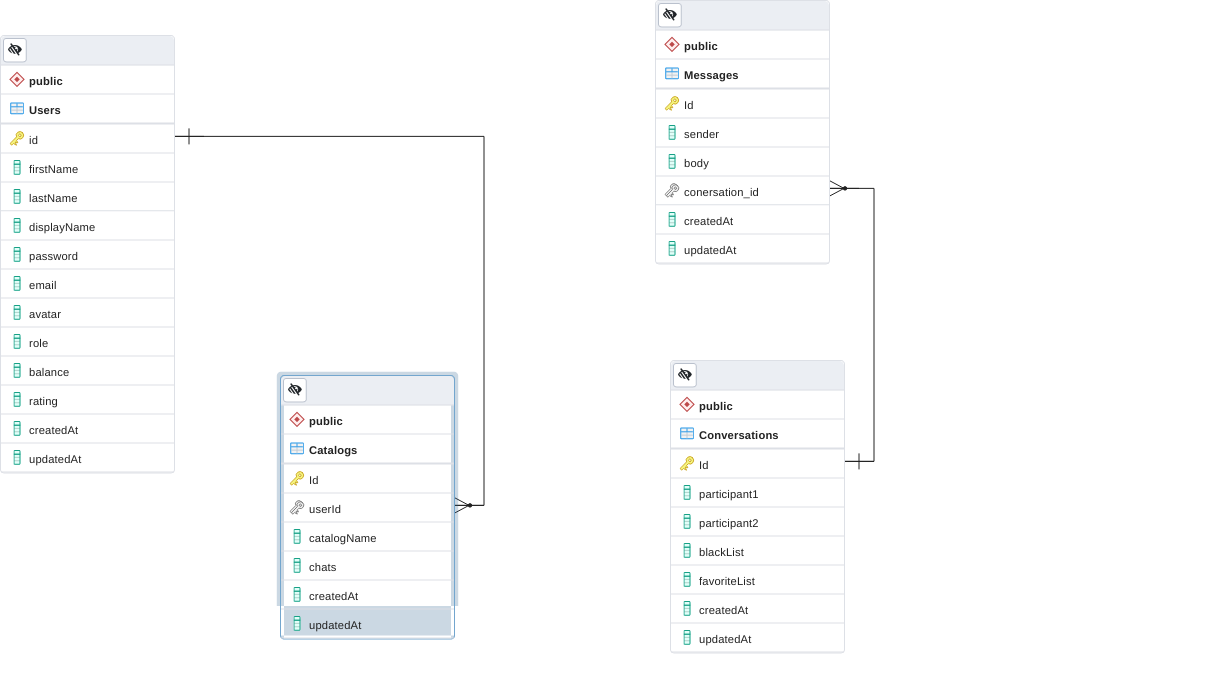 public
Users
id
firstName
lastName
displayName
password
email
avatar
role
balance
rating
createdAt
updatedAt
public
Catalogs
Id
userId
catalogName
chats
createdAt
updatedAt
public
Messages
Id
sender
body
conersation_id
createdAt
updatedAt
public
Conversations
Id
participant1
participant2
blackList
favoriteList
createdAt
updatedAt